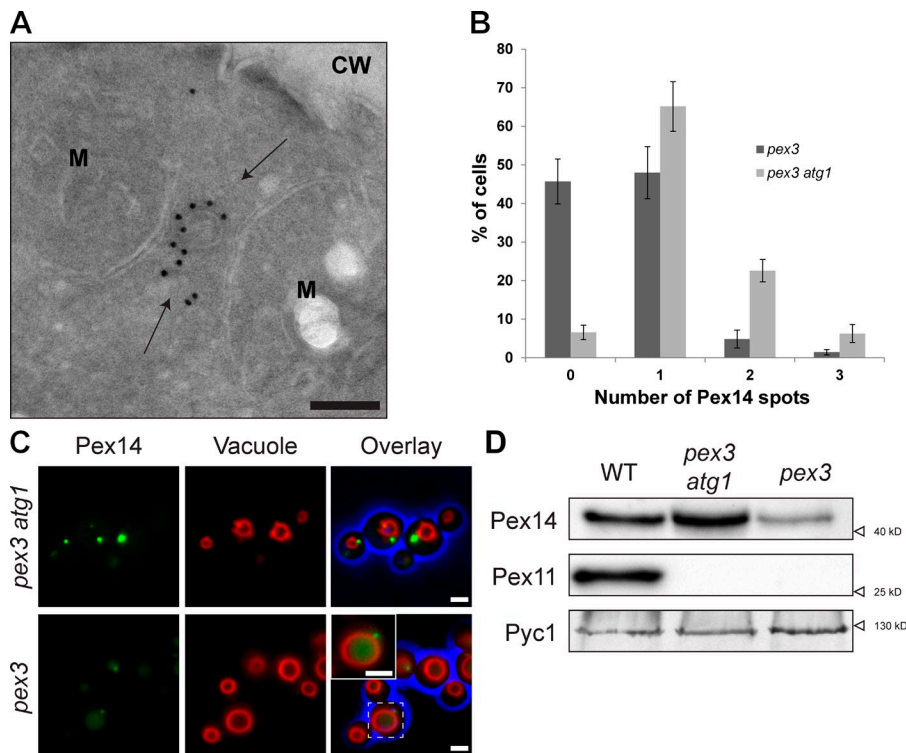 A
CW
M
M
B
80
70
60
50
40
30
20
10
0
% of cells
pex3
pex3 atg1
0 1 2 3
Number of Pex14 spots
C
Pex14 Vacuole Overlay
pex3 atg1
pex3
D
WT pex3 atg1 pex3
Pex14
40 kD
Pex11
25 kD
Pyc1
130 kD